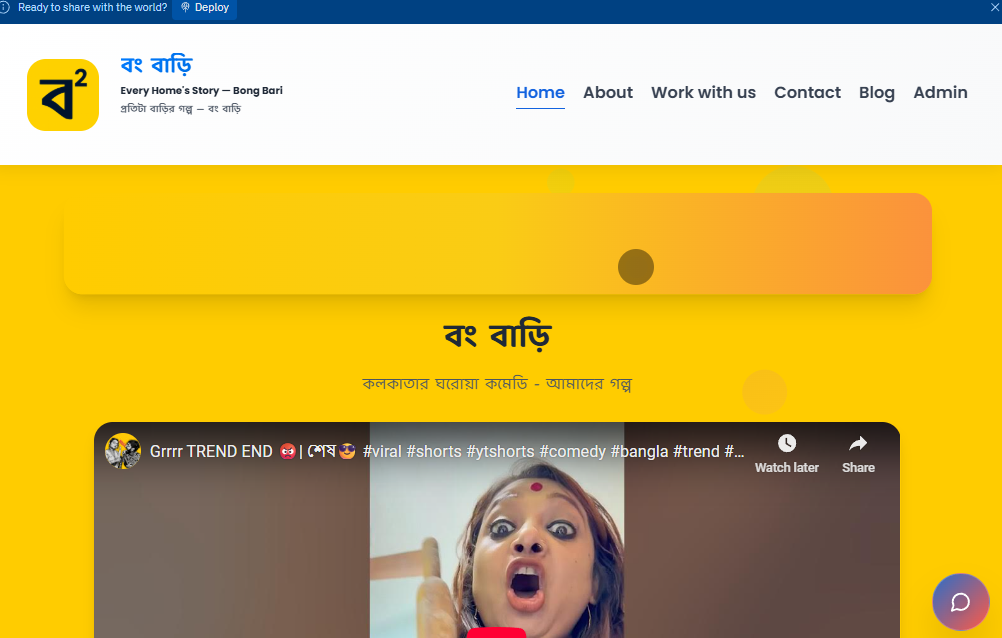 Ready to share with the world? Deploy
ব²
বং বাড়ি
Every Home's Story — Bong Bari
প্রতিটা বাড়ির গল্প — বং বাড়ি
Home About Work with us Contact Blog Admin
বং বাড়ি
কলকাতার ঘরোয়া কমেডি - আমাদের গল্প
Grrrr TREND END 👹| শেষ😎 #viral #shorts #ytshorts #comedy #bangla #trend #...
Watch later Share